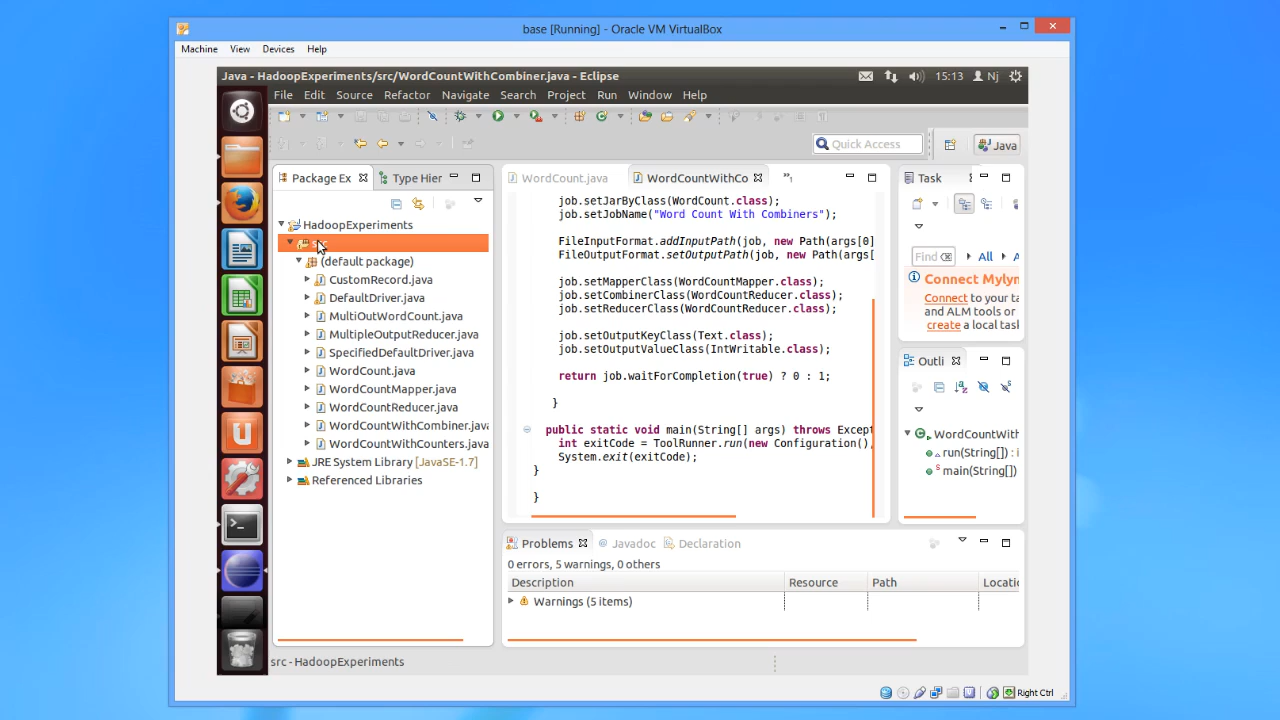 base [Running] - Oracle VM VirtualBox
Machine View Devices Help
Java - HadoopExperiments/src/WordCountWithCombiner.java - Eclipse
15:13 Nj
File Edit Source Refactor Navigate Search Project Run Window Help
Quick Access
Java
Package Ex
Type Hier
HadoopExperiments
(default package)
CustomRecord.java
DefaultDriver.java
MultiOutWordCount.java
MultipleOutputReducer.java
SpecifiedDefaultDriver.java
WordCount.java
WordCountMapper.java
WordCountReducer.java
WordCountWithCombiner.java
WordCountWithCounters.java
JRE System Library [JavaSE-1.7]
Referenced Libraries
WordCount.java
WordCountWithCo
»1
job.setJarByClass(WordCount.class);
job.setJobName("Word Count With Combiners");
FileInputFormat.addInputPath(job, new Path(args[0]
FileOutputFormat.setOutputPath(job, new Path(args[
job.setMapperClass(WordCountMapper.class);
job.setCombinerClass(WordCountReducer.class);
job.setReducerClass(WordCountReducer.class);
job.setOutputKeyClass(Text.class);
job.setOutputValueClass(IntWritable.class);
return job.waitForCompletion(true) ? 0 : 1;
}
public static void main(String[] args) throws Except
int exitCode = ToolRunner.run(new Configuration(),
System.exit(exitCode);
}
}
Task
Find All A
Connect Mylyn
Connect to your ta
and ALM tools or
create a local task
Outli
WordCountWith
run(String[]) : i
main(String[])
Problems
@ Javadoc
Declaration
0 errors, 5 warnings, 0 others
Description Resource Path Locatio
Warnings (5 items)
src - HadoopExperiments
Right Ctrl